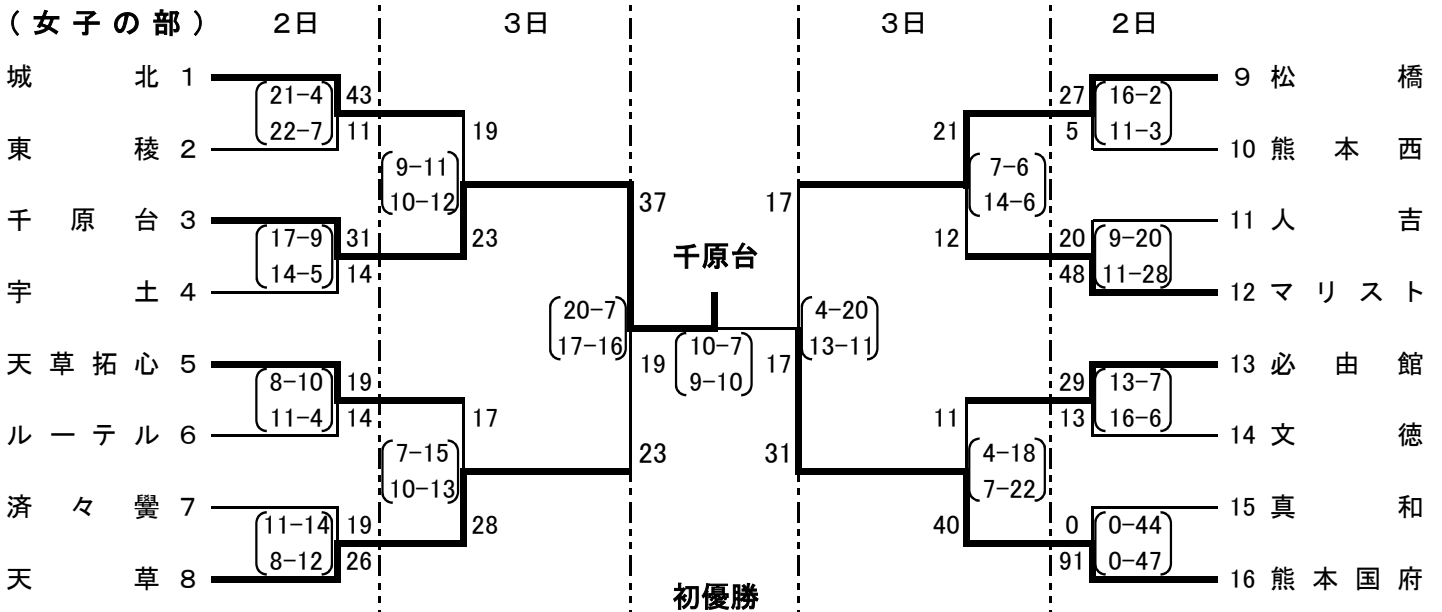 (女子の部) 2日 3日 3日 2日
城北 1 9 松橋
21-4 43 27 16-2
22-7 11 19 21 5 11-3
東稜 2 10 熊本西
9-11 7-6
10-12 37 17 14-6
千原台 3 11 人吉
17-9 31 23 12 20 9-20
14-5 14 千原台 48 11-28
宇土 4 12 マリスト
20-7 4-20
17-16 19 10-7 17 13-11
天草拓心 5 9-10 13 必由館
8-10 19 29 13-7
11-4 14 17 11 13 16-6
ルーテル 6 14 文徳
7-15 23 31 4-18
10-13 7-22
済々黌 7 15 真和
11-14 19 28 40 0 0-44
8-12 26 91 0-47
天草 8 16 熊本国府
初優勝